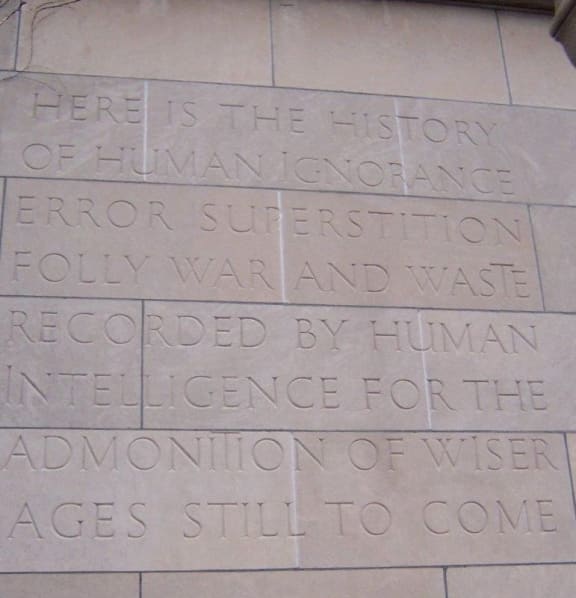 HERE IS THE HISTORY
OF HUMAN IGNORANCE
ERROR SUPERSTITION
FOLLY WAR AND WASTE
RECORDED BY HUMAN
INTELLIGENCE FOR THE
ADMONITION OF WISER
AGES STILL TO COME